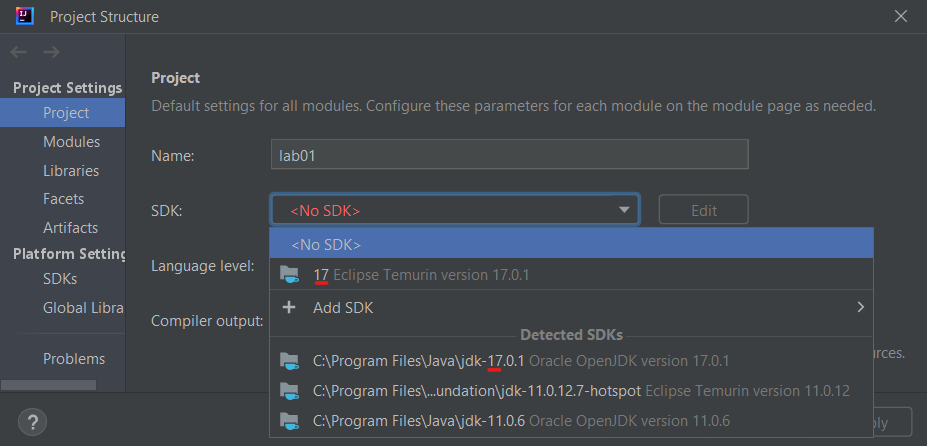 Project Structure
Project Settings
Project
Modules
Libraries
Facets
Artifacts
Platform Setting
SDKs
Global Libra
Problems
Project
Default settings for all modules. Configure these parameters for each module on the module page as needed.
Name: lab01
SDK: <No SDK> Edit
<No SDK>
Language level:
17 Eclipse Temurin version 17.0.1
Add SDK
Compiler output:
Detected SDKs
C:\Program Files\Java\jdk-17.0.1 Oracle OpenJDK version 17.0.1
rces.
C:\Program Files\...undation\jdk-11.0.12.7-hotspot Eclipse Temurin version 11.0.12
C:\Program Files\Java\jdk-11.0.6 Oracle OpenJDK version 11.0.6
ly
?